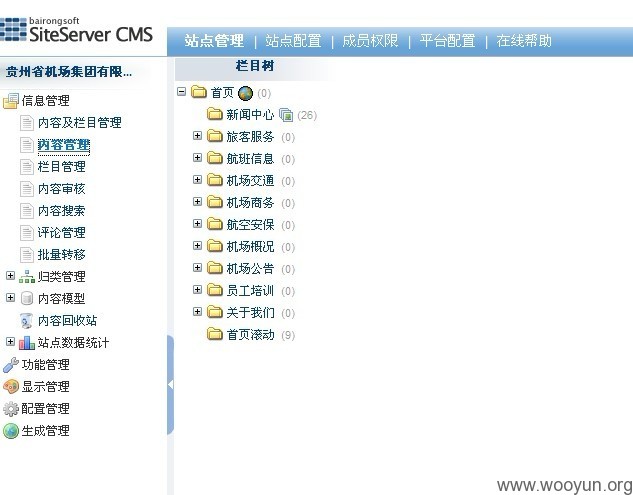 bairongsoft
SiteServer CMS
站点管理 | 站点配置 | 成员权限 | 平台配置 | 在线帮助
贵州省机场集团有限...
信息管理
内容及栏目管理
内容管理
栏目管理
内容审核
内容搜索
评论管理
批量转移
归类管理
内容模型
内容回收站
站点数据统计
功能管理
显示管理
配置管理
生成管理
栏目树
首页 (0)
新闻中心 (26)
旅客服务 (0)
航班信息 (0)
机场交通 (0)
机场商务 (0)
航空安保 (0)
机场概况 (0)
机场公告 (0)
员工培训 (0)
关于我们 (0)
首页滚动 (9)
www.wooyun.org